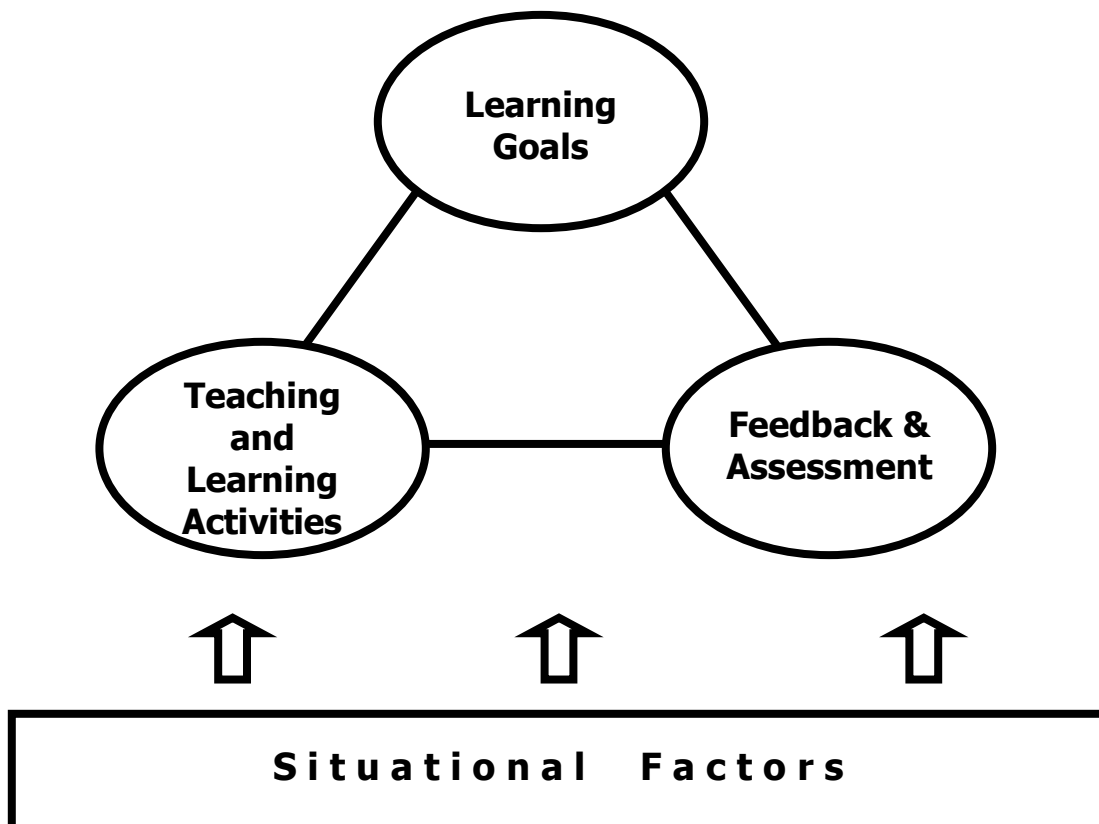 Learning
Goals
Teaching
and
Learning
Activities
Feedback &
Assessment
Situational Factors